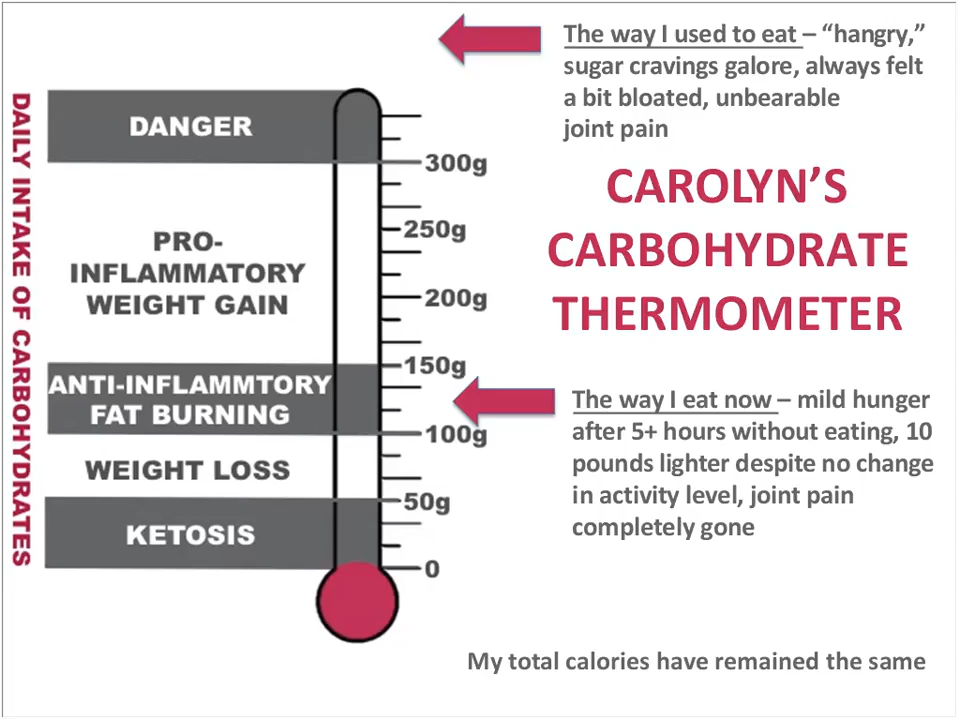 The way I used to eat – “hangry,”
sugar cravings galore, always felt
a bit bloated, unbearable
joint pain
DAILY INTAKE OF CARBOHYDRATES
DANGER
300g
PRO-
INFLAMMATORY
WEIGHT GAIN
250g
200g
150g
ANTI-INFLAMMTORY
FAT BURNING
100g
WEIGHT LOSS
50g
KETOSIS
0
CAROLYN’S
CARBOHYDRATE
THERMOMETER
The way I eat now – mild hunger
after 5+ hours without eating, 10
pounds lighter despite no change
in activity level, joint pain
completely gone
My total calories have remained the same